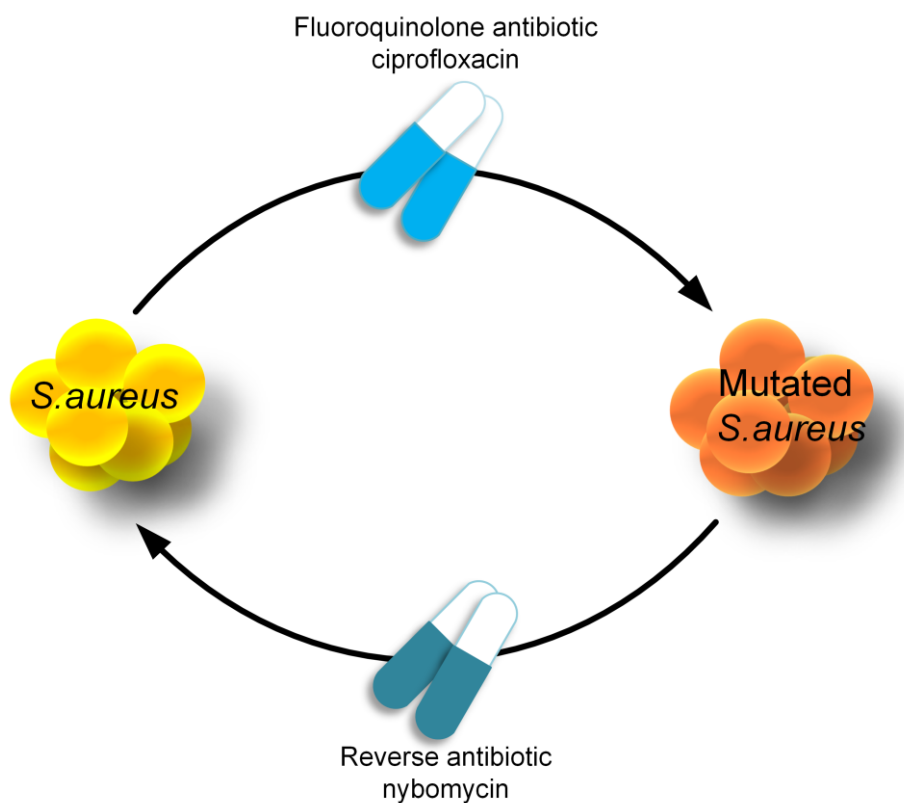 Fluoroquinolone antibiotic
ciprofloxacin
S.aureus
Mutated
S.aureus
Reverse antibiotic
nybomycin